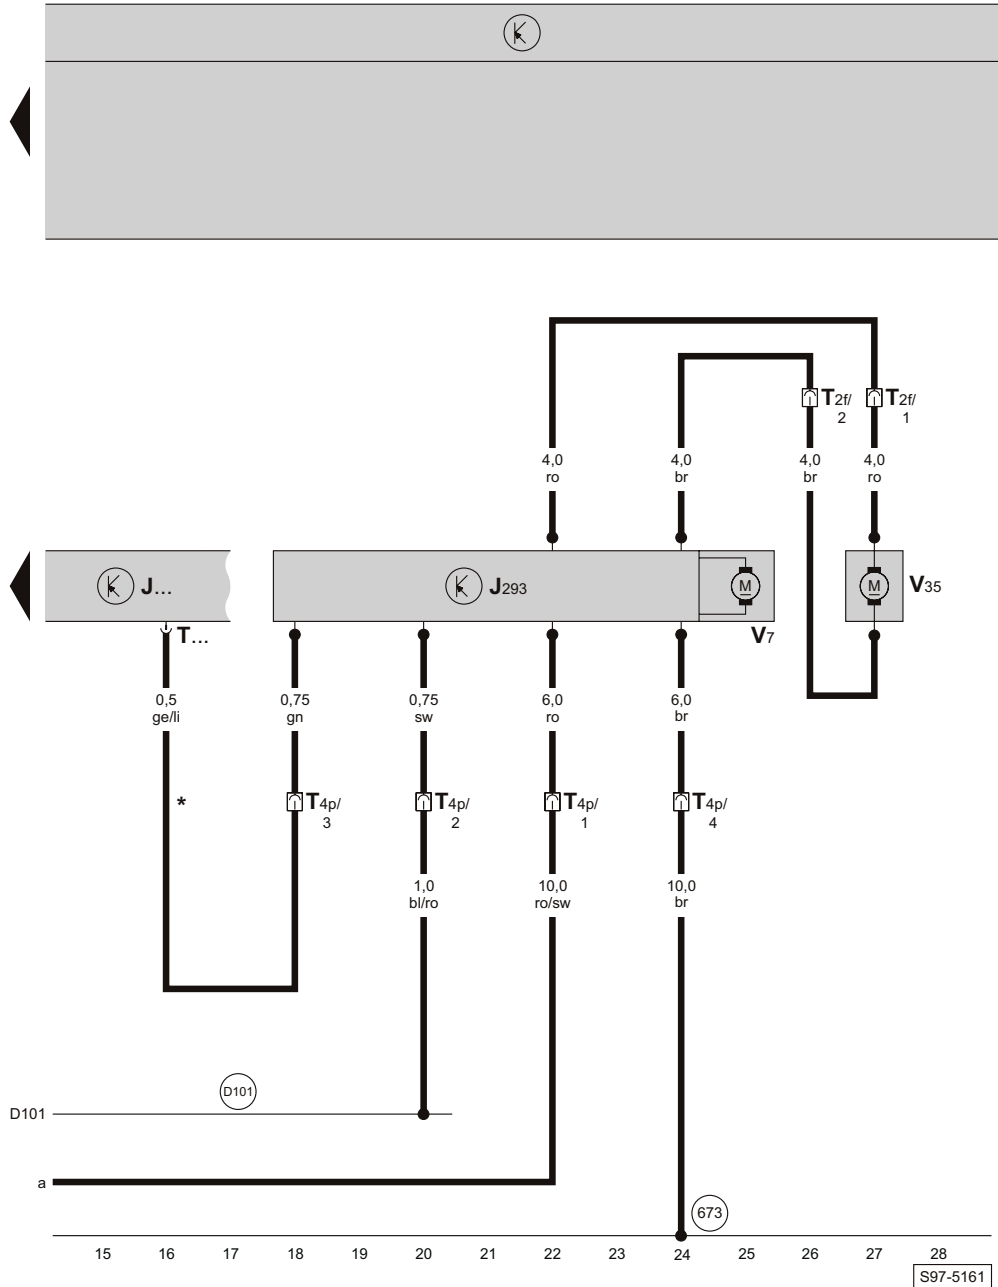 T2f/ T2f/
2 1
4,0 4,0 4,0 4,0
ro br br ro
J... J293 M M V35
T... V7
0,5 0,75 0,75 6,0 6,0
ge/li gn sw ro br
* T4p/ T4p/ T4p/ T4p/
3 2 1 4
1,0 10,0 10,0
bl/ro ro/sw br
D101
D101
a
673
15 16 17 18 19 20 21 22 23 24 25 26 27 28
S97-5161